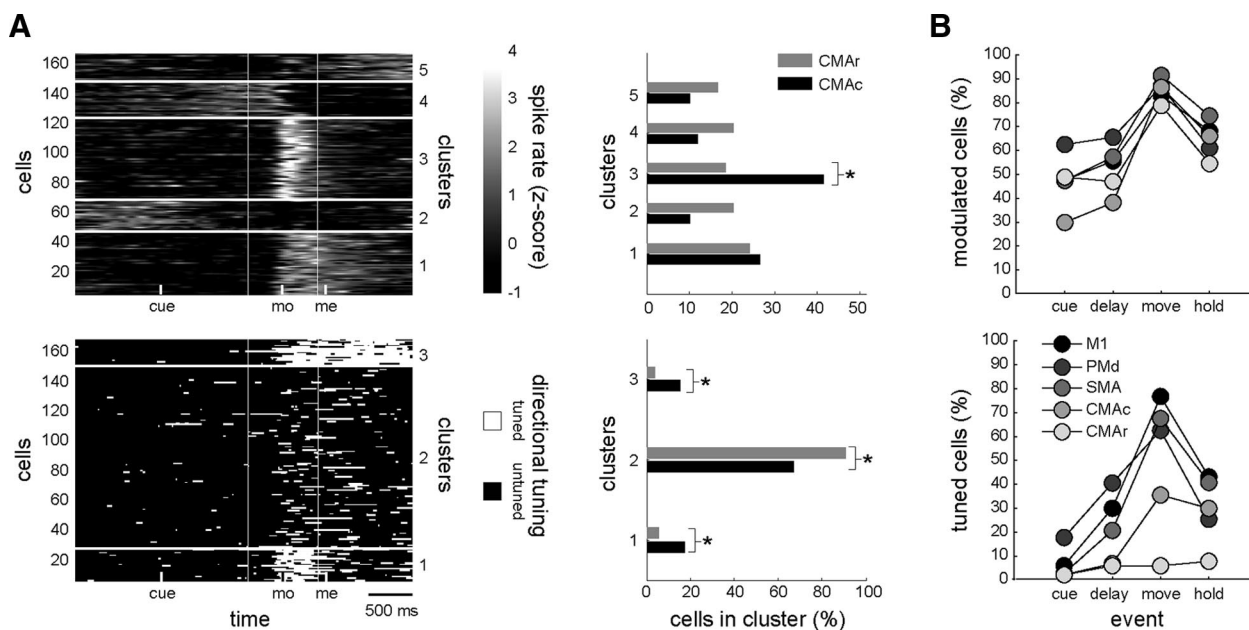 A
B
cells
160
140
120
100
80
60
40
20
5
4
3
2
1
clusters
cue
mo
me
4
3
2
1
0
-1
spike rate (z-score)
CMAr
CMAc
clusters
5
4
3
2
1
*
0
10
20
30
40
50
modulated cells (%)
100
90
80
70
60
50
40
30
20
10
0
cue
delay
move
hold
cells
160
140
120
100
80
60
40
20
3
2
1
clusters
cue
mo
me
time
500 ms
directional tuning
tuned
untuned
clusters
3
*
2
*
1
*
0
20
40
60
80
100
cells in cluster (%)
tuned cells (%)
100
90
80
70
60
50
40
30
20
10
0
M1
PMd
SMA
CMAc
CMAr
cue
delay
move
hold
event